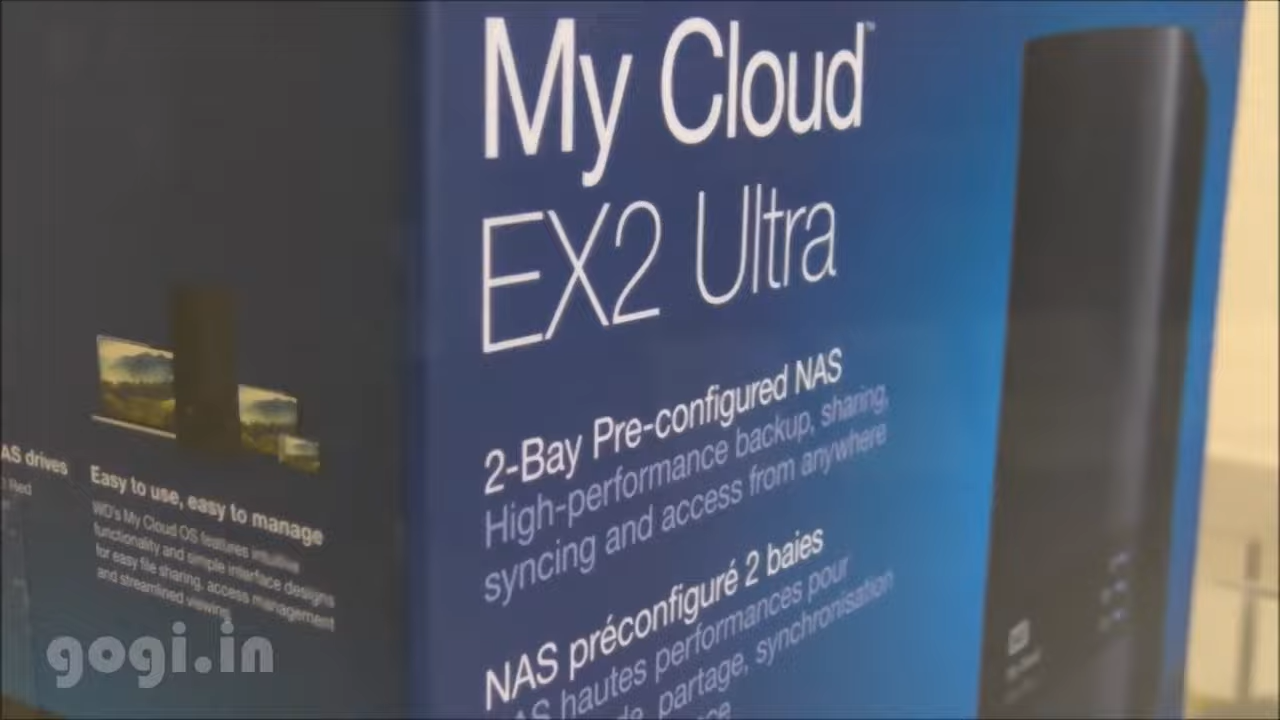 My Cloud™
EX2 Ultra
2-Bay Pre-configured NAS
High-performance backup, sharing,
syncing and access from anywhere
NAS préconfiguré 2 baies
hautes performances pour
partage, synchronisation
AS drives
Red
Easy to use, easy to manage
WD's My Cloud OS features intuitive
functionality and simple interface designs
for easy file sharing, access management
and streamlined viewing
gogi.in